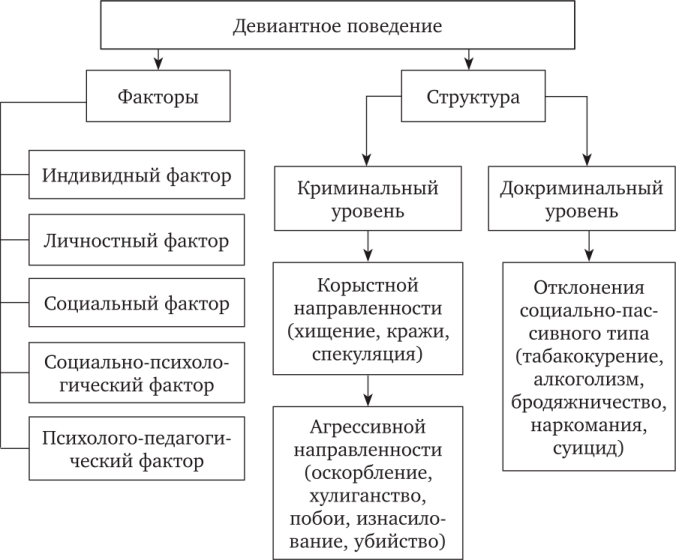 Девиантное поведение
Факторы
Структура
Индивидный фактор
Личностный фактор
Социальный фактор
Социально-психоло-
гический фактор
Психолого-педагоги-
ческий фактор
Криминальный
уровень
Корыстной
направленности
(хищение, кражи,
спекуляция)
Агрессивной
направленности
(оскорбление,
хулиганство,
побои, изнасило-
вание, убийство)
Докриминальный
уровень
Отклонения
социально-пас-
сивного типа
(табакокурение,
алкоголизм,
бродяжничество,
наркомания,
суицид)